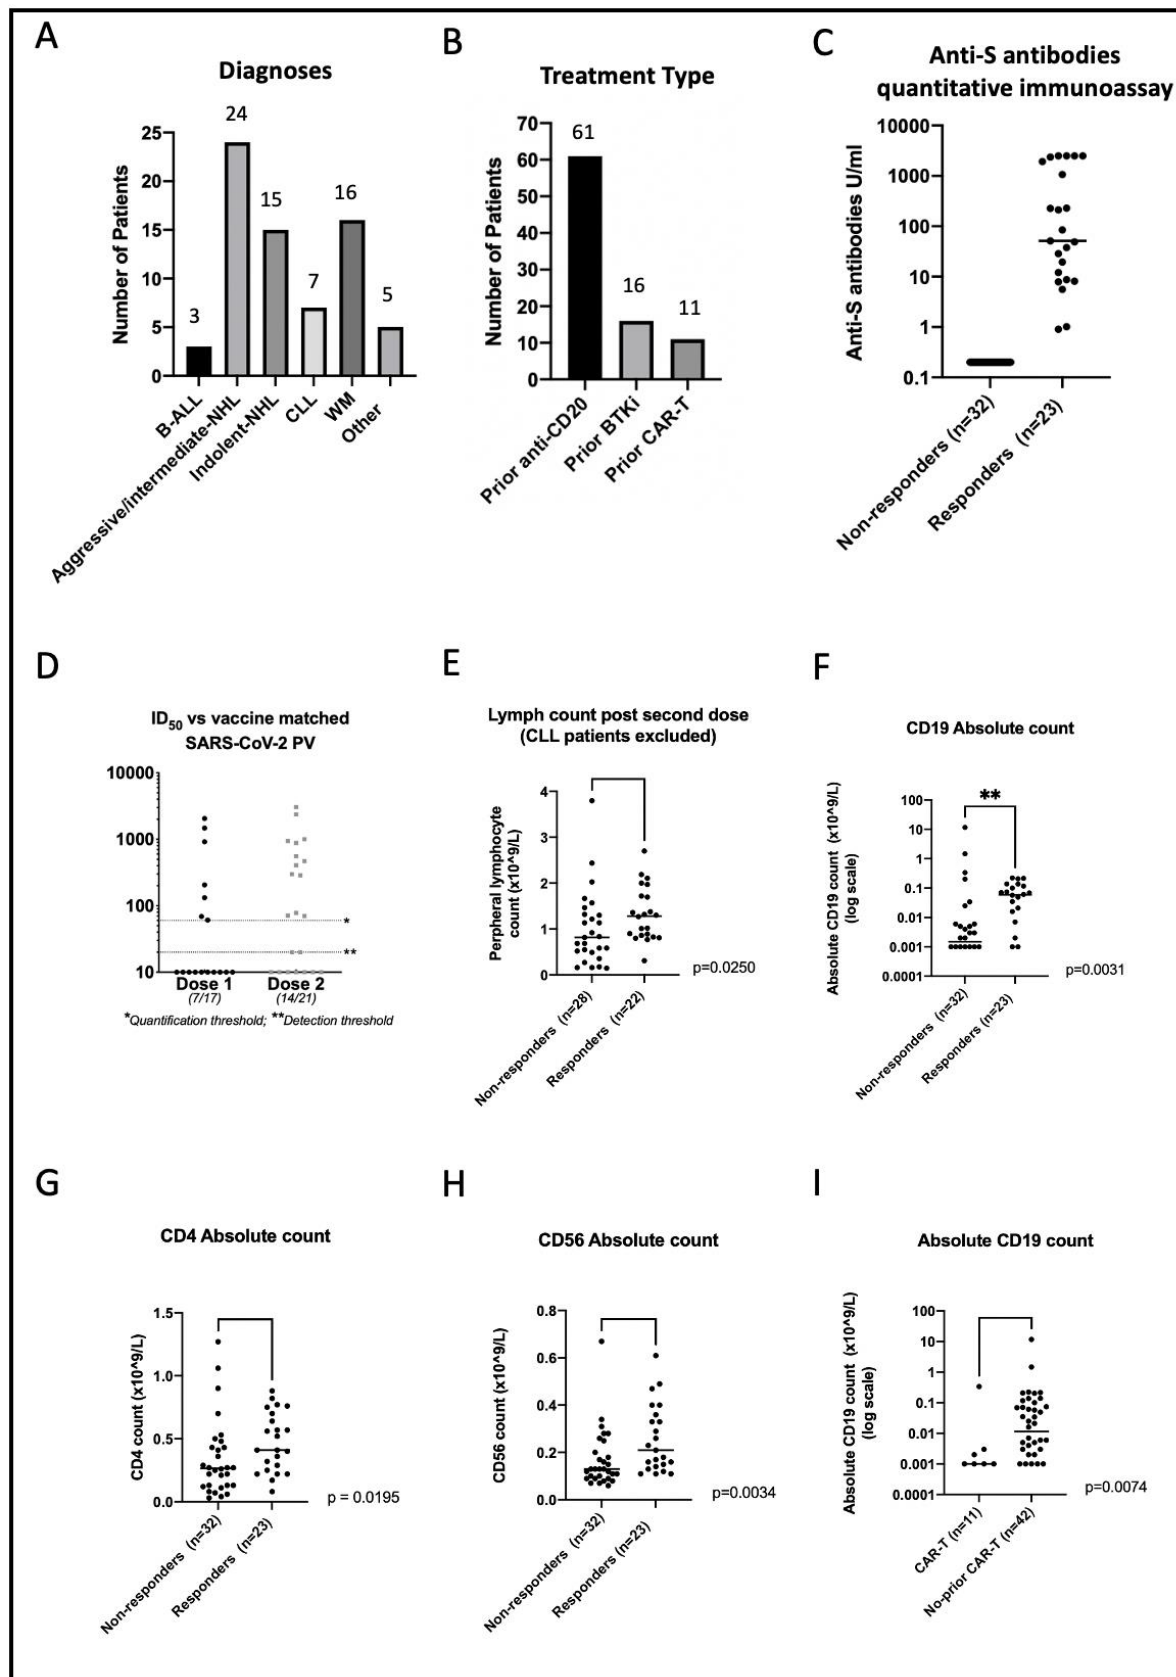 A
Diagnoses
Number of Patients
25
20
15
10
5
0
3
24
15
7
16
5
B-ALL
Aggressive/intermediate-NHL
Indolent-NHL
CLL
WM
Other
B
Treatment Type
Number of Patients
70
60
50
40
30
20
10
0
61
16
11
Prior anti-CD20
Prior BTKi
Prior CAR-T
C
Anti-S antibodies
quantitative immunoassay
Anti-S antibodies U/ml
10000
1000
100
10
1
0.1
Non-responders (n=32)
Responders (n=23)
D
ID50 vs vaccine matched
SARS-CoV-2 PV
10000
1000
100
10
*
**
Dose 1
(7/17)
Dose 2
(14/21)
*Quantification threshold; **Detection threshold
E
Lymph count post second dose
(CLL patients excluded)
Perpheral lymphocyte
count (x10^9/L)
4
3
2
1
0
p=0.0250
Non-responders (n=28)
Responders (n=22)
F
CD19 Absolute count
Absolute CD19 count (x10^9/L)
(log scale)
100
10
1
0.1
0.01
0.001
0.0001
**
p=0.0031
Non-responders (n=32)
Responders (n=23)
G
CD4 Absolute count
CD4 count (x10^9/L)
1.5
1.0
0.5
0.0
p = 0.0195
Non-responders (n=32)
Responders (n=23)
H
CD56 Absolute count
CD56 count (x10^9/L)
0.8
0.6
0.4
0.2
0.0
p=0.0034
Non-responders (n=32)
Responders (n=23)
I
Absolute CD19 count
Absolute CD19 count (x10^9/L)
(log scale)
100
10
1
0.1
0.01
0.001
0.0001
p=0.0074
CAR-T (n=11)
No-prior CAR-T (n=42)